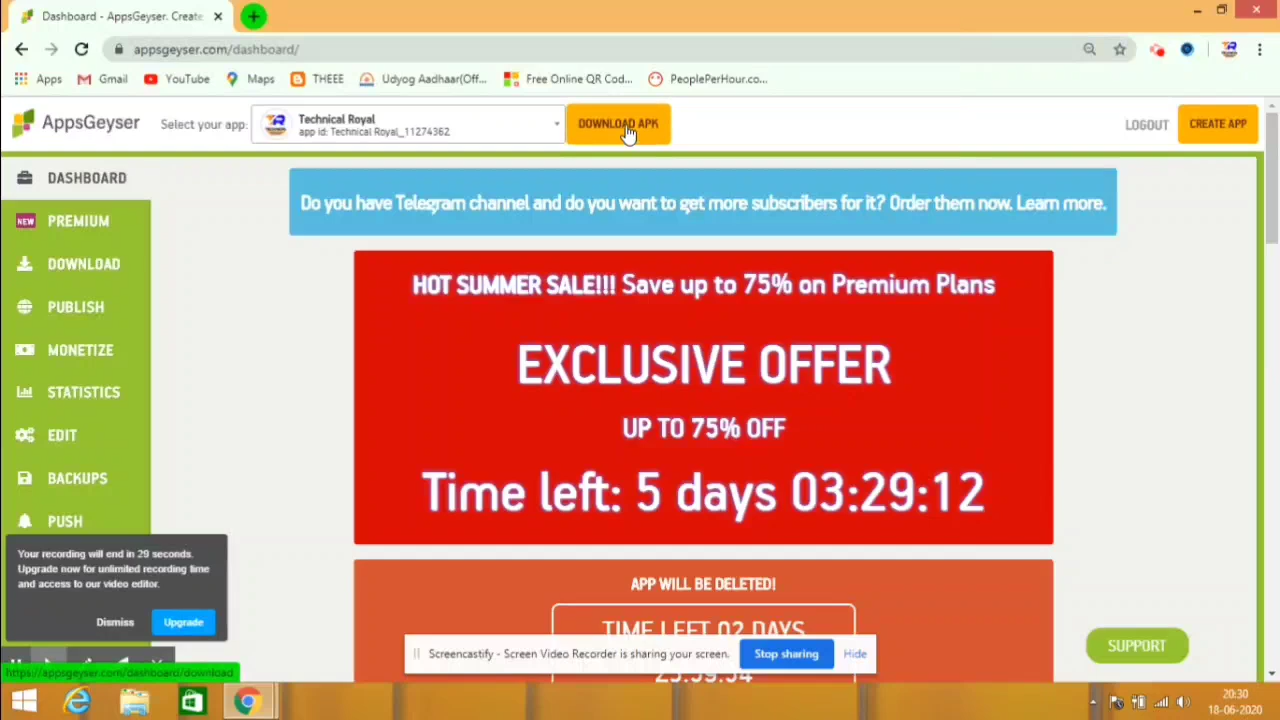 Dashboard - AppsGeyser. Create
appsgeyser.com/dashboard/
Apps
Gmail
YouTube
Maps
THEEE
Udyog Aadhaar(Off...
Free Online QR Cod...
PeoplePerHour.co...
AppsGeyser
Select your app:
Technical Royal
app id: Technical Royal_11274362
DOWNLOAD APK
LOGOUT
CREATE APP
DASHBOARD
NEW
PREMIUM
DOWNLOAD
PUBLISH
MONETIZE
STATISTICS
EDIT
BACKUPS
PUSH
Do you have Telegram channel and do you want to get more subscribers for it? Order them now. Learn more.
HOT SUMMER SALE!!! Save up to 75% on Premium Plans
EXCLUSIVE OFFER
UP TO 75% OFF
Time left: 5 days 03:29:12
APP WILL BE DELETED!
TIME LEFT 02 DAYS
Your recording will end in 29 seconds.
Upgrade now for unlimited recording time
and access to our video editor.
Dismiss
Upgrade
Screencastify - Screen Video Recorder is sharing your screen.
Stop sharing
Hide
SUPPORT
https://appsgeyser.com/dashboard/download
20:30
18-06-2020